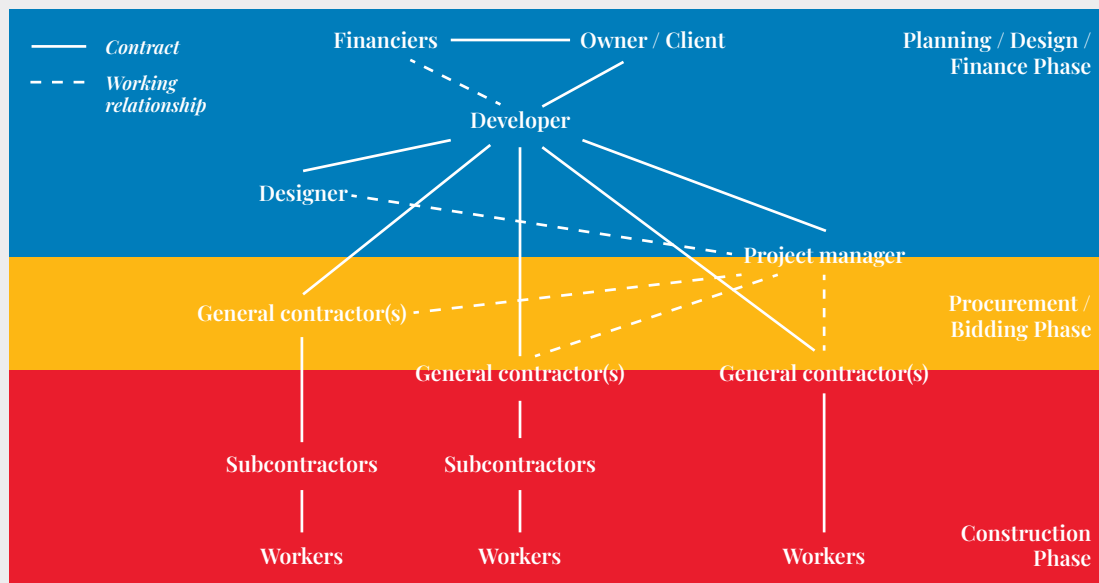 Contract
Working
relationship
Financiers
Owner / Client
Planning / Design /
Finance Phase
Developer
Designer
Project manager
General contractor(s)
Procurement /
Bidding Phase
General contractor(s)
General contractor(s)
Subcontractors
Subcontractors
Workers
Workers
Workers
Construction
Phase